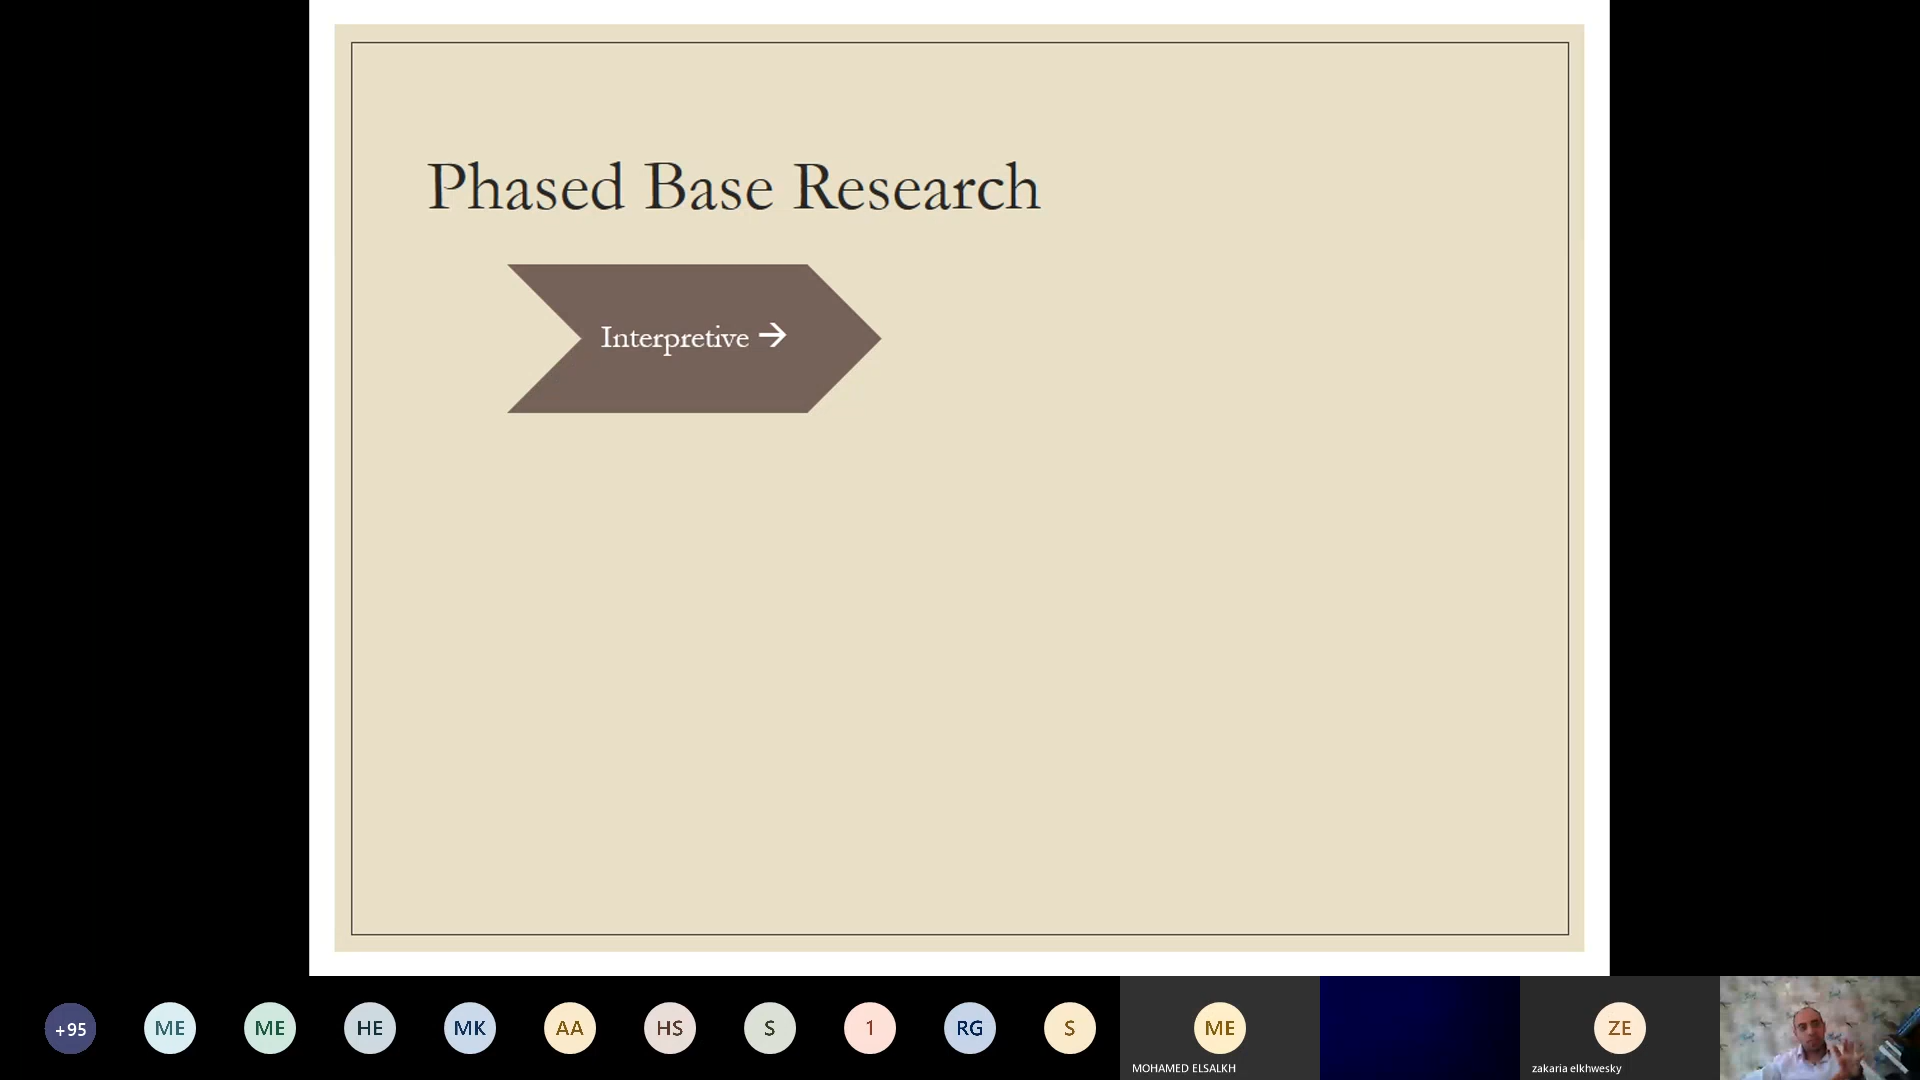 Phased Base Research
Interpretive →
+95
ME
ME
HE
MK
AA
HS
S
1
RG
S
ME
ZE
MOHAMED ELSALKH
zakaria elkhwesky